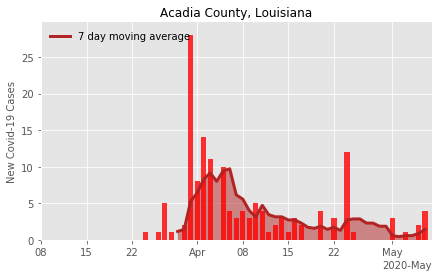 Acadia County, Louisiana
7 day moving average
New Covid-19 Cases
25
20
15
10
5
0
08
15
22
Apr
08
15
22
May
2020-May